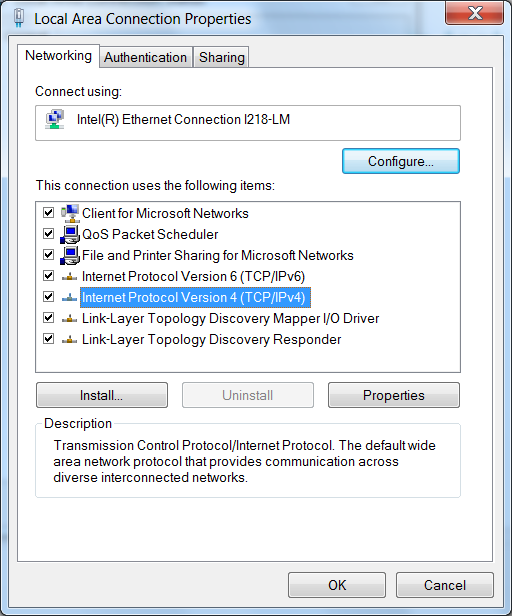 Local Area Connection Properties
Networking
Authentication
Sharing
Connect using:
Intel(R) Ethernet Connection I218-LM
Configure...
This connection uses the following items:
Client for Microsoft Networks
QoS Packet Scheduler
File and Printer Sharing for Microsoft Networks
Internet Protocol Version 6 (TCP/IPv6)
Internet Protocol Version 4 (TCP/IPv4)
Link-Layer Topology Discovery Mapper I/O Driver
Link-Layer Topology Discovery Responder
Install...
Uninstall
Properties
Description
Transmission Control Protocol/Internet Protocol. The default wide
area network protocol that provides communication across
diverse interconnected networks.
OK
Cancel